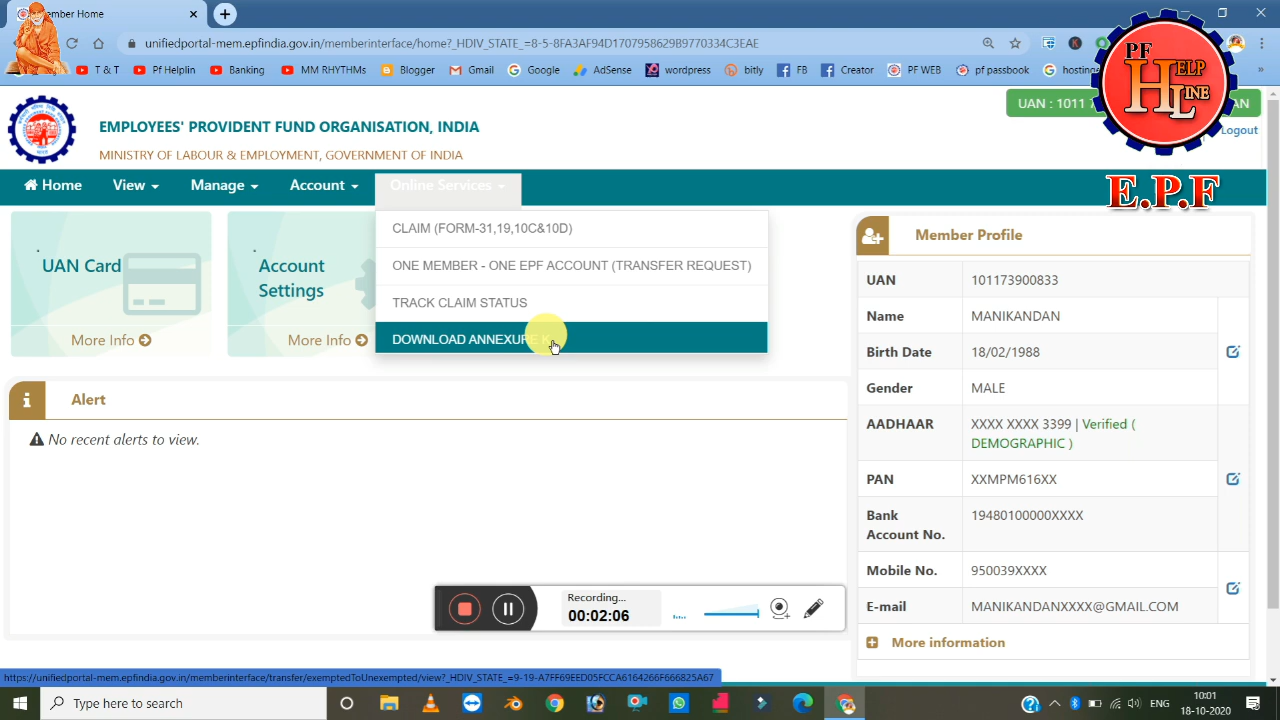 Member Home
unifiedportal-mem.epfindia.gov.in/memberinterface/home?_HDIV_STATE_=8-5-8FA3AF94D1707958629B9770334C3EAE
T & T
Pf Helplin
Banking
MM RHYTHMS
Blogger
Gmail
Google
AdSense
wordpress
bitly
FB
Creator
PF WEB
pf passbook
hosting
PF
HELP
LINE
E.P.F
UAN : 1011
AN
Logout
EMPLOYEES' PROVIDENT FUND ORGANISATION, INDIA
MINISTRY OF LABOUR & EMPLOYMENT, GOVERNMENT OF INDIA
Home
View
Manage
Account
Online Services
CLAIM (FORM-31,19,10C&10D)
ONE MEMBER - ONE EPF ACCOUNT (TRANSFER REQUEST)
TRACK CLAIM STATUS
DOWNLOAD ANNEXURE K
UAN Card
More Info
Account
Settings
More Info
Alert
No recent alerts to view.
Member Profile
UAN 101173900833
Name MANIKANDAN
Birth Date 18/02/1988
Gender MALE
AADHAAR XXXX XXXX 3399 | Verified (
DEMOGRAPHIC )
PAN XXMPM616XX
Bank
Account No. 19480100000XXXX
Mobile No. 950039XXXX
E-mail MANIKANDANXXXX@GMAIL.COM
More information
Recording...
00:02:06
https://unifiedportal-mem.epfindia.gov.in/memberinterface/transfer/exemptedToUnexempted/view?_HDIV_STATE_=9-19-A7FF69EED05FCCA6164266F666825A67
Type here to search
ENG
10:01
18-10-2020